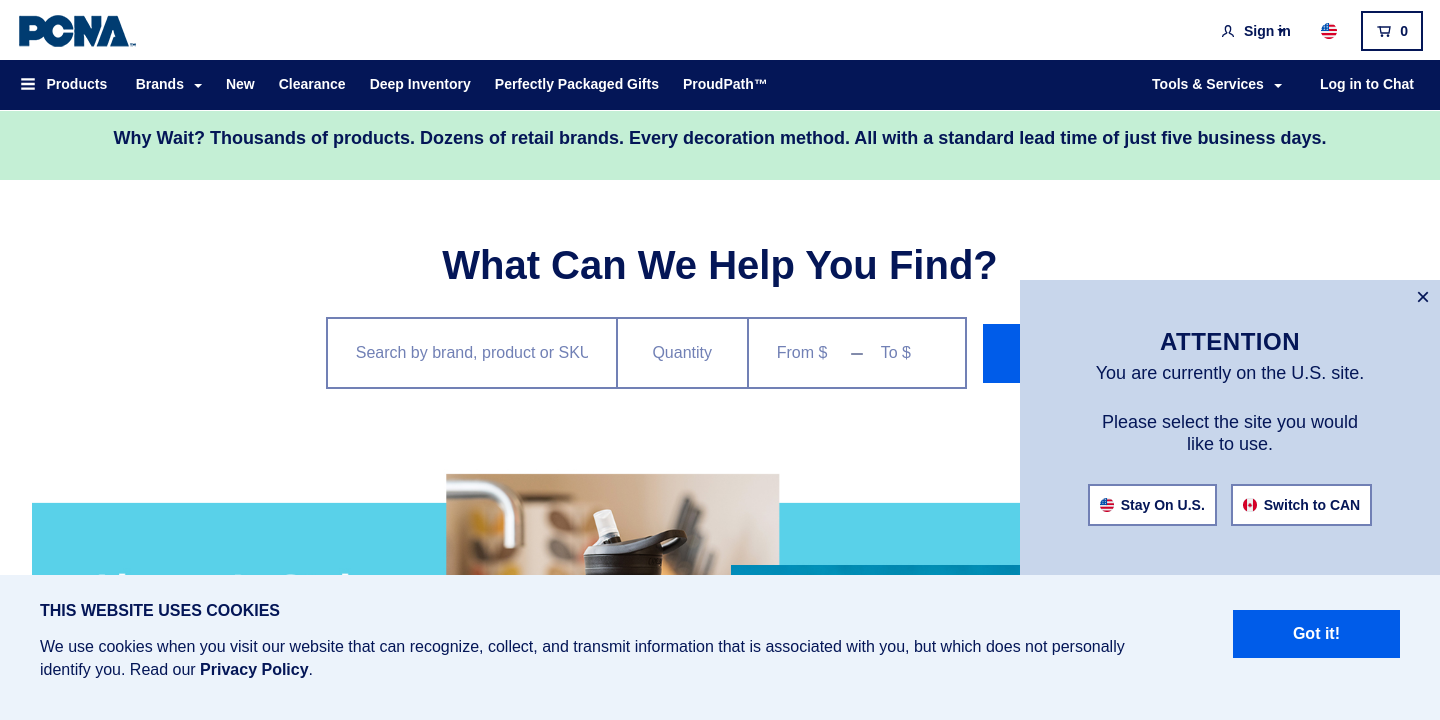 PCNA™
Sign in
0
Products Brands New Clearance Deep Inventory Perfectly Packaged Gifts ProudPath™ Tools & Services Log in to Chat
Why Wait? Thousands of products. Dozens of retail brands. Every decoration method. All with a standard lead time of just five business days.
What Can We Help You Find?
Search by brand, product or SKU Quantity From $ – To $
×
ATTENTION
You are currently on the U.S. site.
Please select the site you would
like to use.
Stay On U.S. Switch to CAN
THIS WEBSITE USES COOKIES
We use cookies when you visit our website that can recognize, collect, and transmit information that is associated with you, but which does not personally
identify you. Read our Privacy Policy.
Got it!